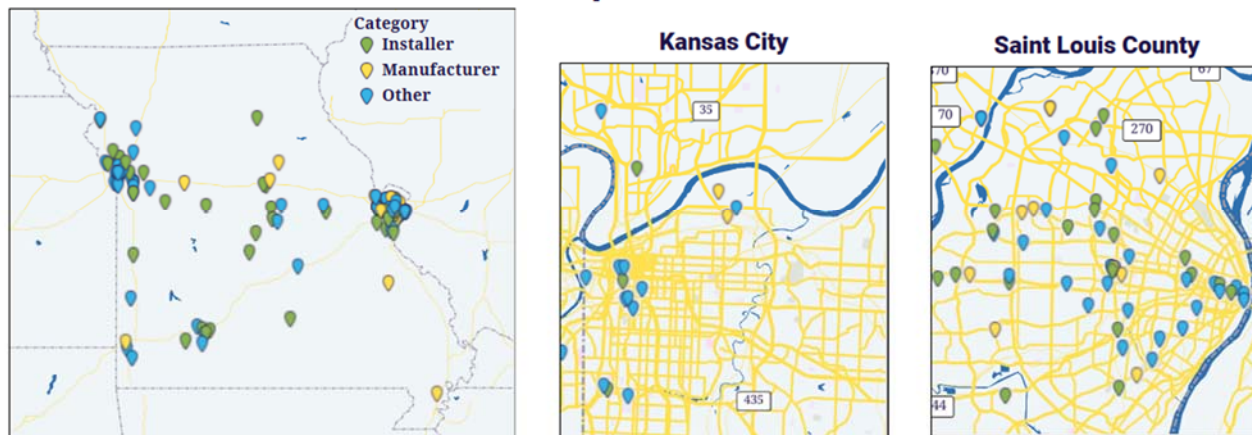 Category
Installer
Manufacturer
Other
Kansas City
35
435
Saint Louis County
67
70
270
44